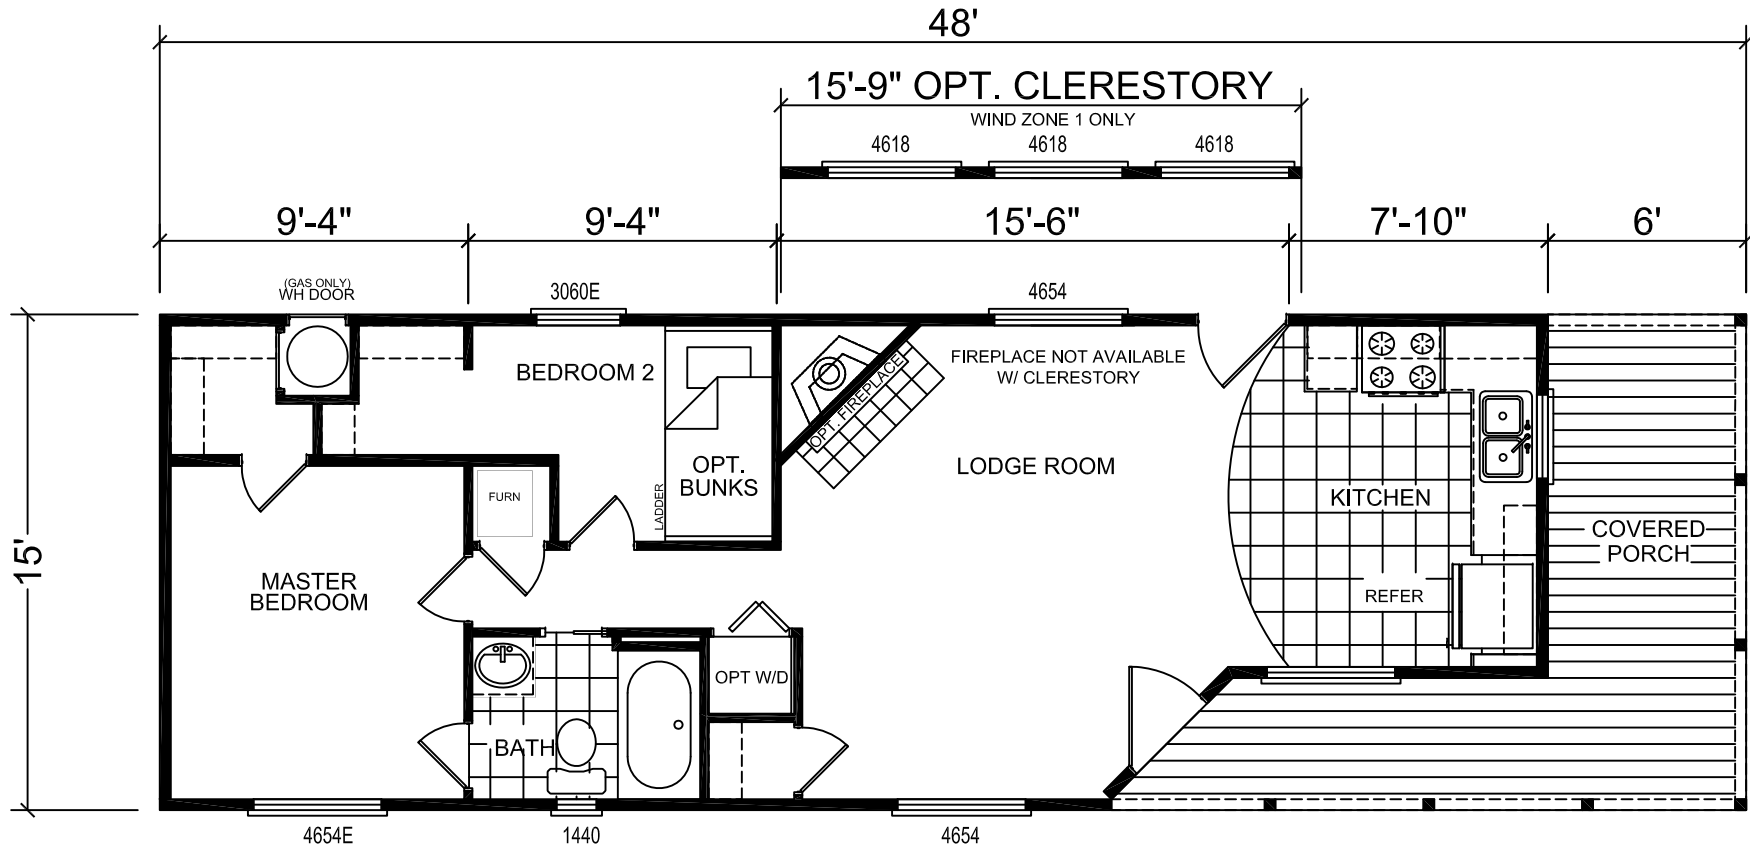 48'
15'-9" OPT. CLERESTORY
WIND ZONE 1 ONLY
4618 4618 4618
9'-4" 9'-4" 15'-6" 7'-10" 6'
(GAS ONLY)
WH DOOR
3060E
4654
BEDROOM 2
FIREPLACE NOT AVAILABLE
W/ CLERESTORY
OPT. FIREPLACE
OPT.
BUNKS
LADDER
LODGE ROOM
FURN
KITCHEN
COVERED
PORCH
15'
MASTER
BEDROOM
REFER
OPT W/D
BATH
4654E
1440
4654